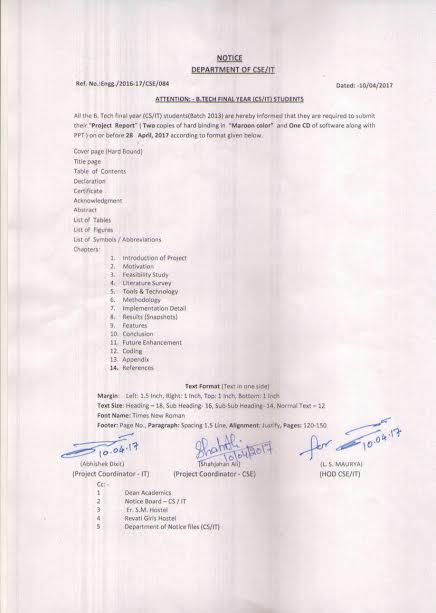 NOTICE
DEPARTMENT OF CSE/IT
Ref. No.:Engg./2016-17/CSE/084 Dated: -10/04/2017
ATTENTION: - B.TECH FINAL YEAR (CS/IT) STUDENTS
All the B. Tech final year (CS/IT) students(Batch 2013) are hereby informed that they are required to submit
their "Project Report" ( Two copies of hard binding in "Maroon color" and One CD of software along with
PPT ) on or before 28 April, 2017 according to format given below.
Cover page (Hard Bound)
Title page
Table of Contents
Declaration
Certificate
Acknowledgment
Abstract
List of Tables
List of Figures
List of Symbols / Abbreviations
Chapters:
1. Introduction of Project
2. Motivation
3. Feasibility Study
4. Literature Survey
5. Tools & Technology
6. Methodology
7. Implementation Detail
8. Results (Snapshots)
9. Features
10. Conclusion
11. Future Enhancement
12. Coding
13. Appendix
14. References
Text Format (Text in one side)
Margin: Left: 1.5 Inch, Right: 1 Inch, Top: 1 Inch, Bottom: 1 Inch
Text Size: Heading – 18, Sub Heading- 16, Sub-Sub Heading- 14, Normal Text – 12
Font Name: Times New Roman
Footer: Page No., Paragraph: Spacing 1.5 Line, Alignment: Justify, Pages: 120-150
10.04.17 10/04/2017 for 10.04.17
(Abhishek Dixit) (Shahjahan Ali) (L. S. MAURYA)
(Project Coordinator - IT) (Project Coordinator - CSE) (HOD CSE/IT)
Cc: -
1 Dean Academics
2 Notice Board – CS / IT
3 Er. S.M. Hostel
4 Revati Girls Hostel
5 Department of Notice files (CS/IT)